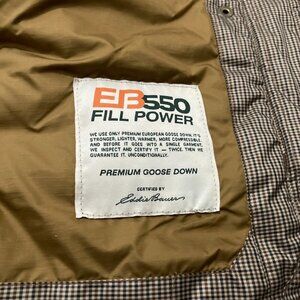 EB550
FILL POWER
WE USE ONLY PREMIUM EUROPEAN GOOSE DOWN. IT'S
STRONGER, LIGHTER, WARMER, MORE COMPRESSIBLE
AND BEFORE IT GOES INTO A SINGLE GARMENT,
WE INSPECT AND CERTIFY IT — TWICE. THEN WE
GUARANTEE IT. UNCONDITIONALLY.
PREMIUM GOOSE DOWN
CERTIFIED BY
Eddie Bauer